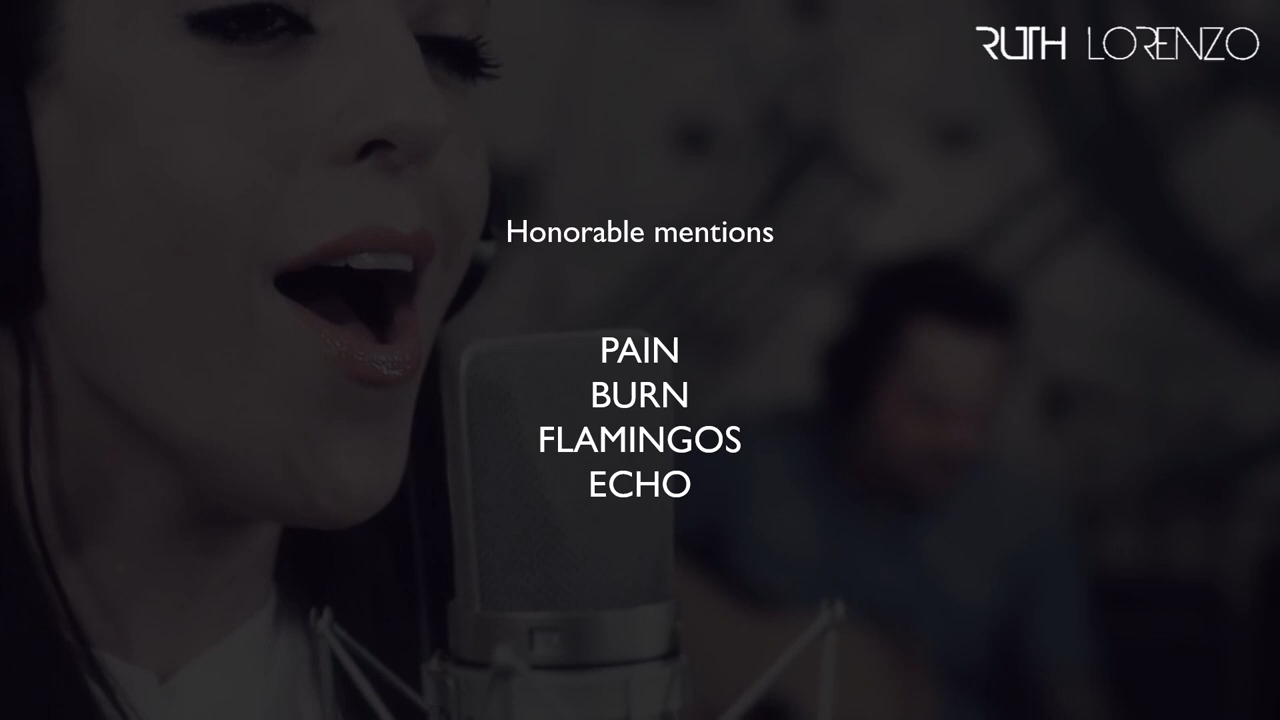 RUTH LORENZO
Honorable mentions
PAIN
BURN
FLAMINGOS
ECHO